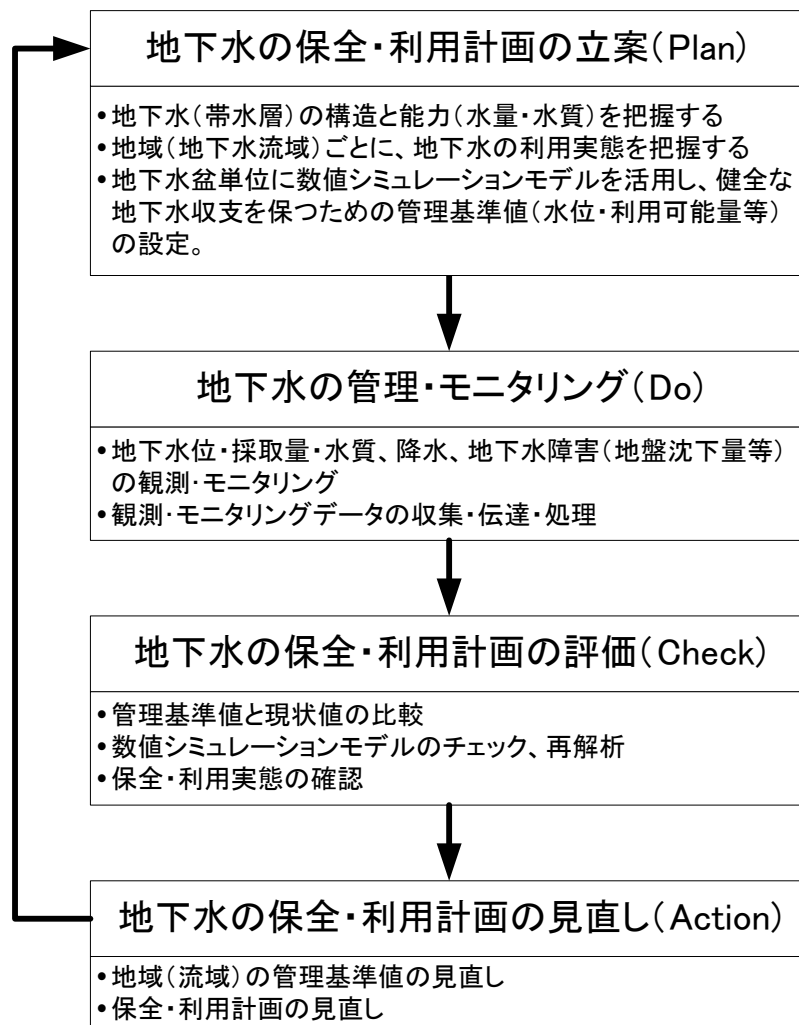 地下水の保全・利用計画の立案(Plan)
•地下水(帯水層)の構造と能力(水量・水質)を把握する
•地域(地下水流域)ごとに、地下水の利用実態を把握する
•地下水盆単位に数値シミュレーションモデルを活用し、健全な
地下水収支を保つための管理基準値(水位・利用可能量等)
の設定。
地下水の管理・モニタリング(Do)
•地下水位・採取量・水質、降水、地下水障害(地盤沈下量等)
の観測・モニタリング
•観測・モニタリングデータの収集・伝達・処理
地下水の保全・利用計画の評価(Check)
•管理基準値と現状値の比較
•数値シミュレーションモデルのチェック、再解析
•保全・利用実態の確認
地下水の保全・利用計画の見直し(Action)
•地域(流域)の管理基準値の見直し
•保全・利用計画の見直し